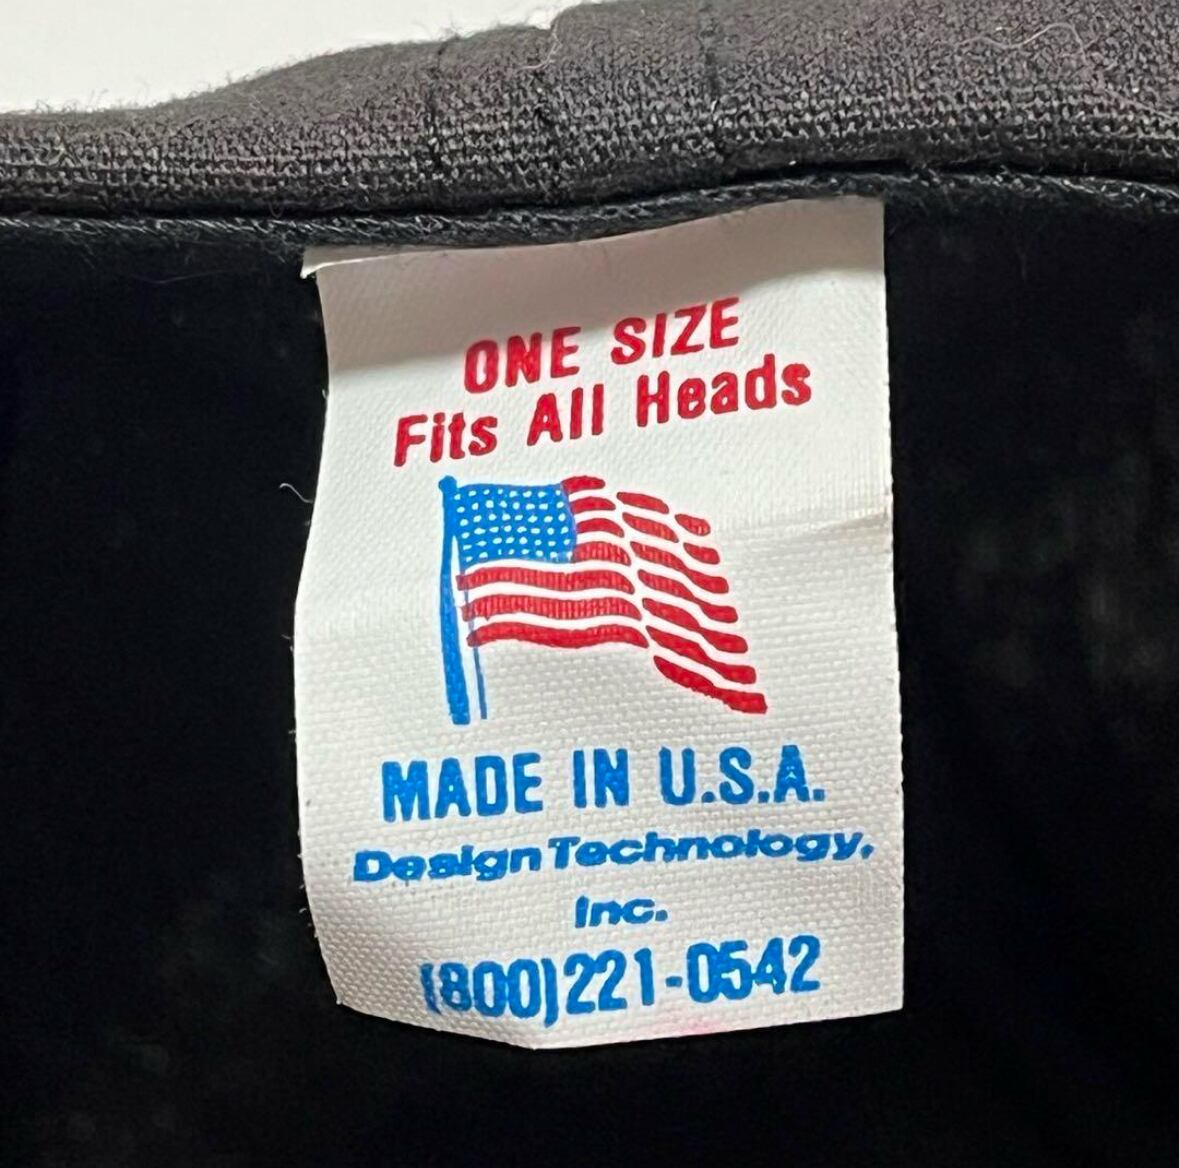 ONE SIZE
Fits All Heads
MADE IN U.S.A.
Design Technology,
Inc.
(800)221-0542